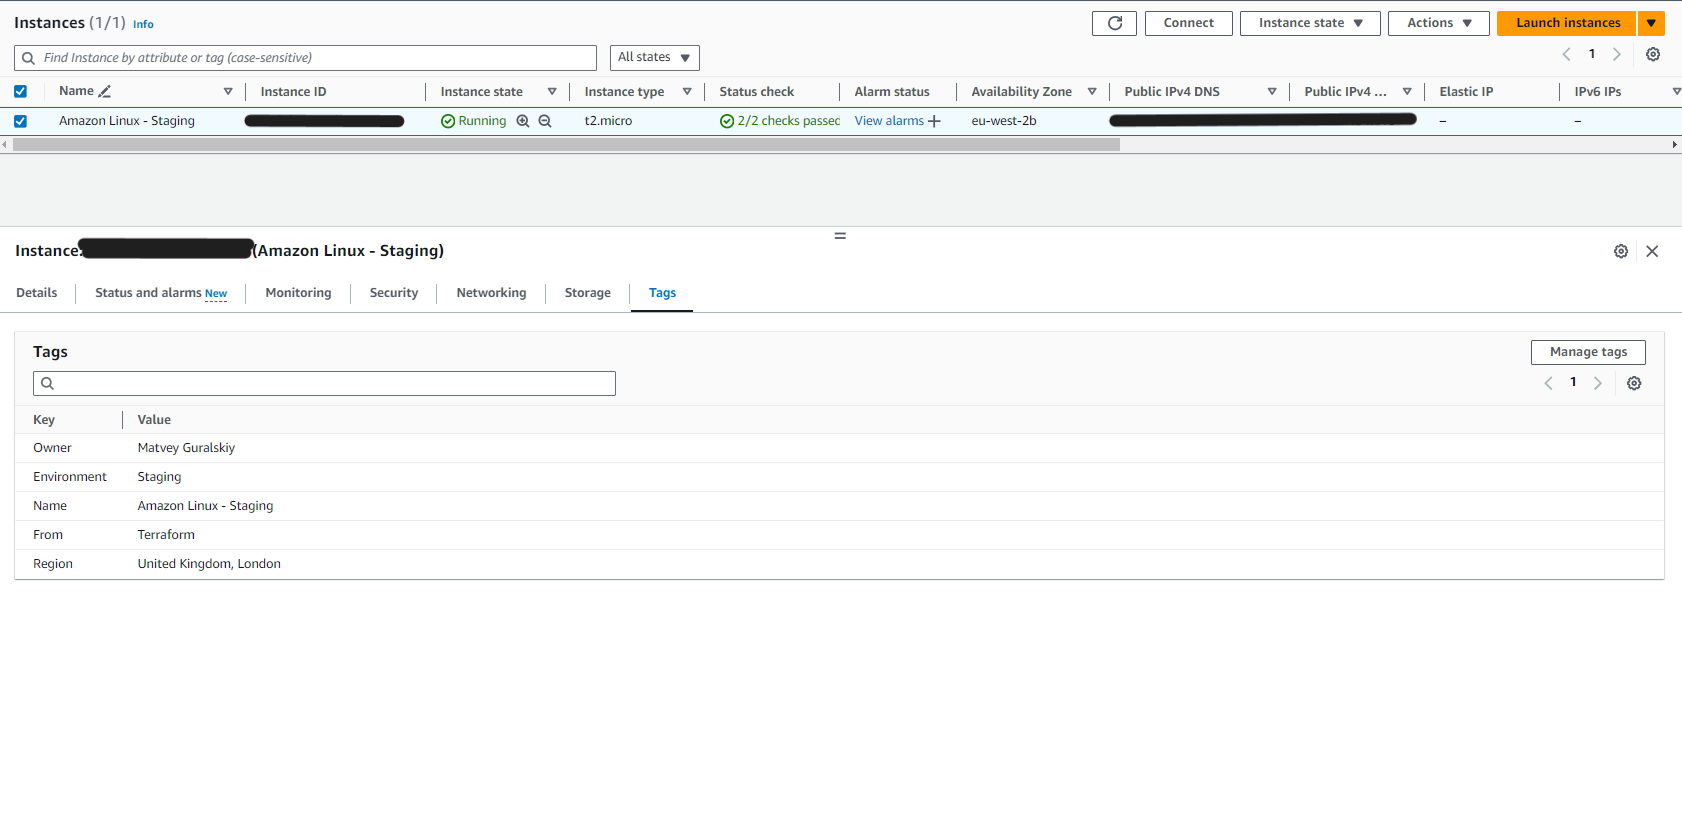 Instances (1/1) Info Connect Instance state Actions Launch instances
Find Instance by attribute or tag (case-sensitive) All states 1
Name Instance ID Instance state Instance type Status check Alarm status Availability Zone Public IPv4 DNS Public IPv4 ... Elastic IP IPv6 IPs
Amazon Linux - Staging Running t2.micro 2/2 checks passed View alarms + eu-west-2b – –
Instance: (Amazon Linux - Staging)
Details Status and alarms New Monitoring Security Networking Storage Tags
Tags Manage tags
1
Key Value
Owner Matvey Guralskiy
Environment Staging
Name Amazon Linux - Staging
From Terraform
Region United Kingdom, London